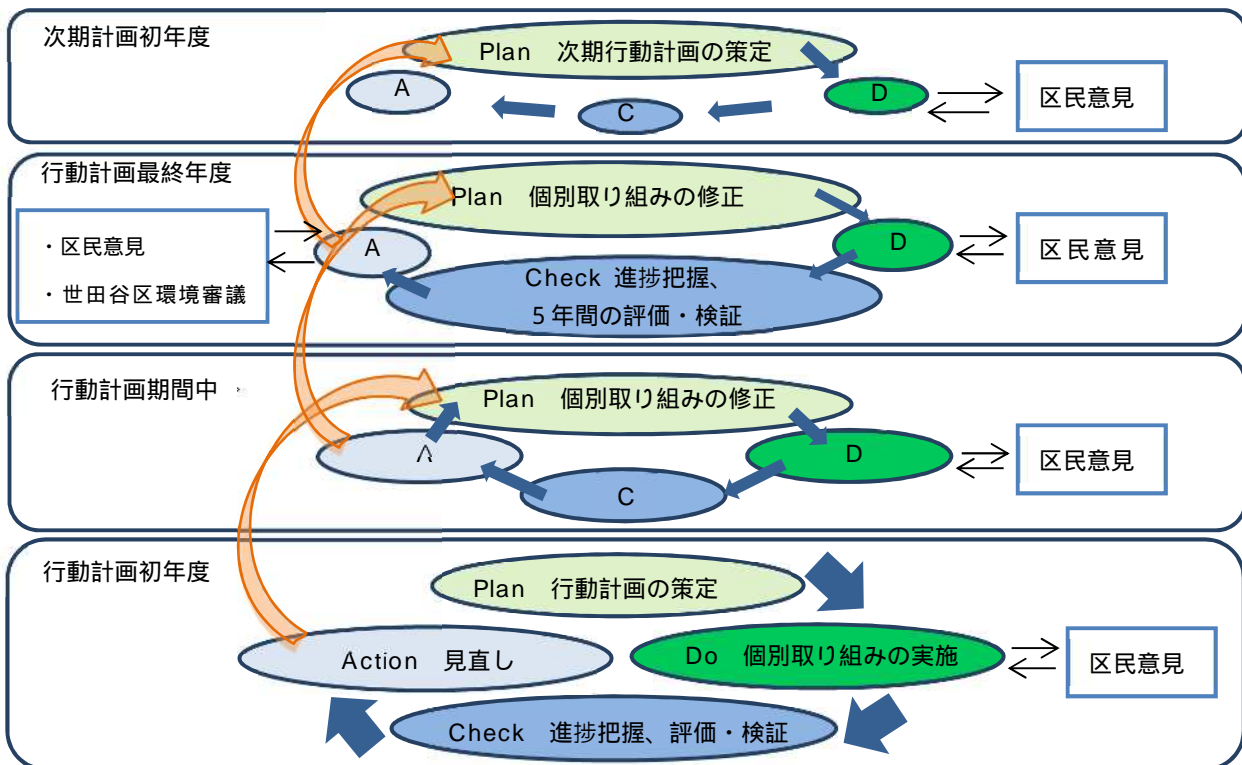 次期計画初年度
Plan 次期行動計画の策定
A
D
C
区民意見
行動計画最終年度
Plan 個別取り組みの修正
・区民意見
・世田谷区環境審議
A
D
区民意見
Check 進捗把握、
5年間の評価・検証
行動計画期間中
Plan 個別取り組みの修正
A
D
C
区民意見
行動計画初年度
Plan 行動計画の策定
Action 見直し
Do 個別取り組みの実施
区民意見
Check 進捗把握、評価・検証